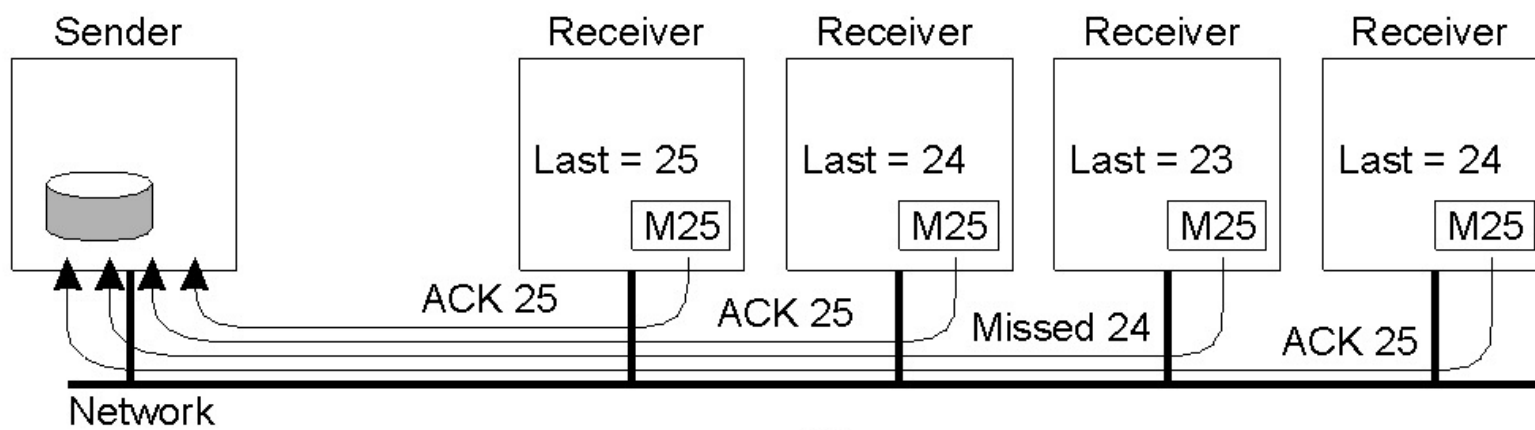 Sender
Receiver
Receiver
Receiver
Receiver
Last = 25
Last = 24
Last = 23
Last = 24
M25
M25
M25
M25
ACK 25
ACK 25
Missed 24
ACK 25
Network